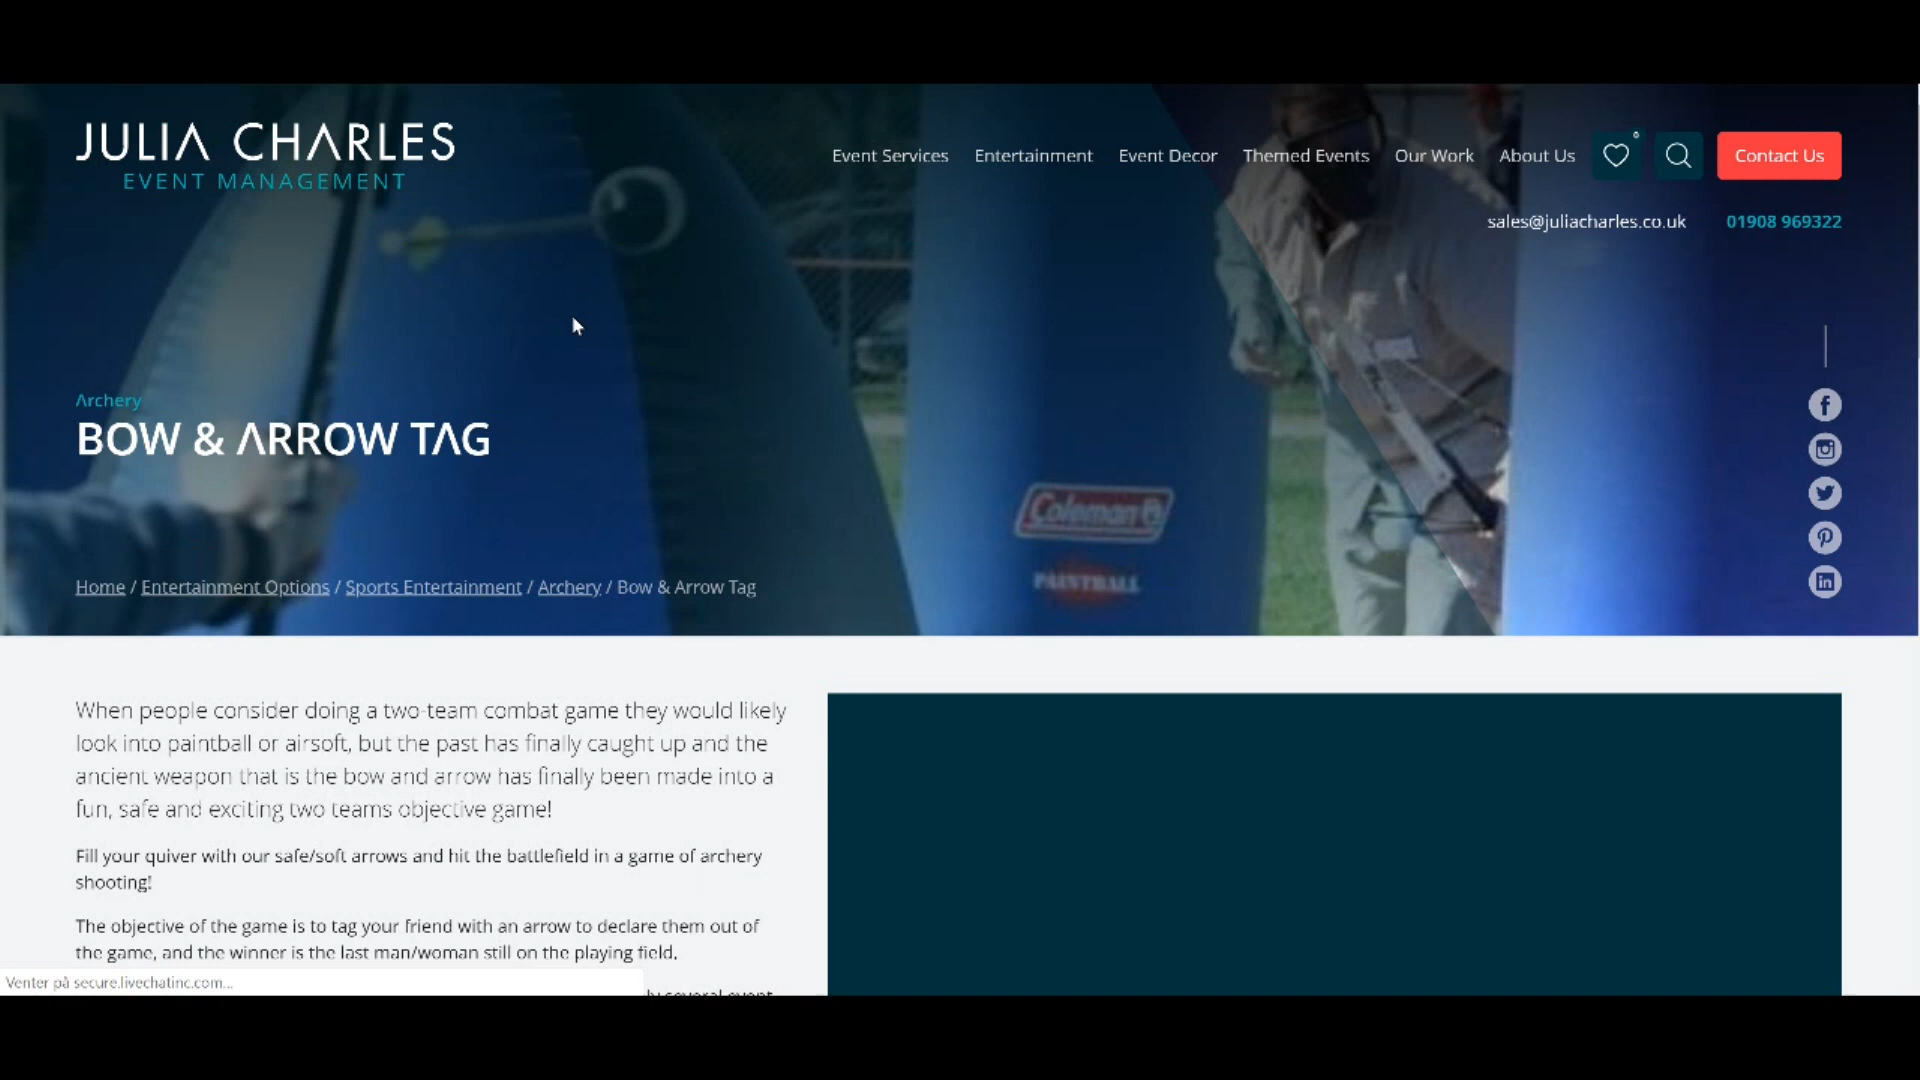 JULIA CHARLES
EVENT MANAGEMENT
Event Services Entertainment Event Decor Themed Events Our Work About Us 0 Contact Us
sales@juliacharles.co.uk 01908 969322
Archery
BOW & ARROW TAG
Coleman
PAINTBALL
Home / Entertainment Options / Sports Entertainment / Archery / Bow & Arrow Tag
When people consider doing a two-team combat game they would likely
look into paintball or airsoft, but the past has finally caught up and the
ancient weapon that is the bow and arrow has finally been made into a
fun, safe and exciting two teams objective game!
Fill your quiver with our safe/soft arrows and hit the battlefield in a game of archery
shooting!
The objective of the game is to tag your friend with an arrow to declare them out of
the game, and the winner is the last man/woman still on the playing field.
Venter på secure.livechatinc.com...
several event